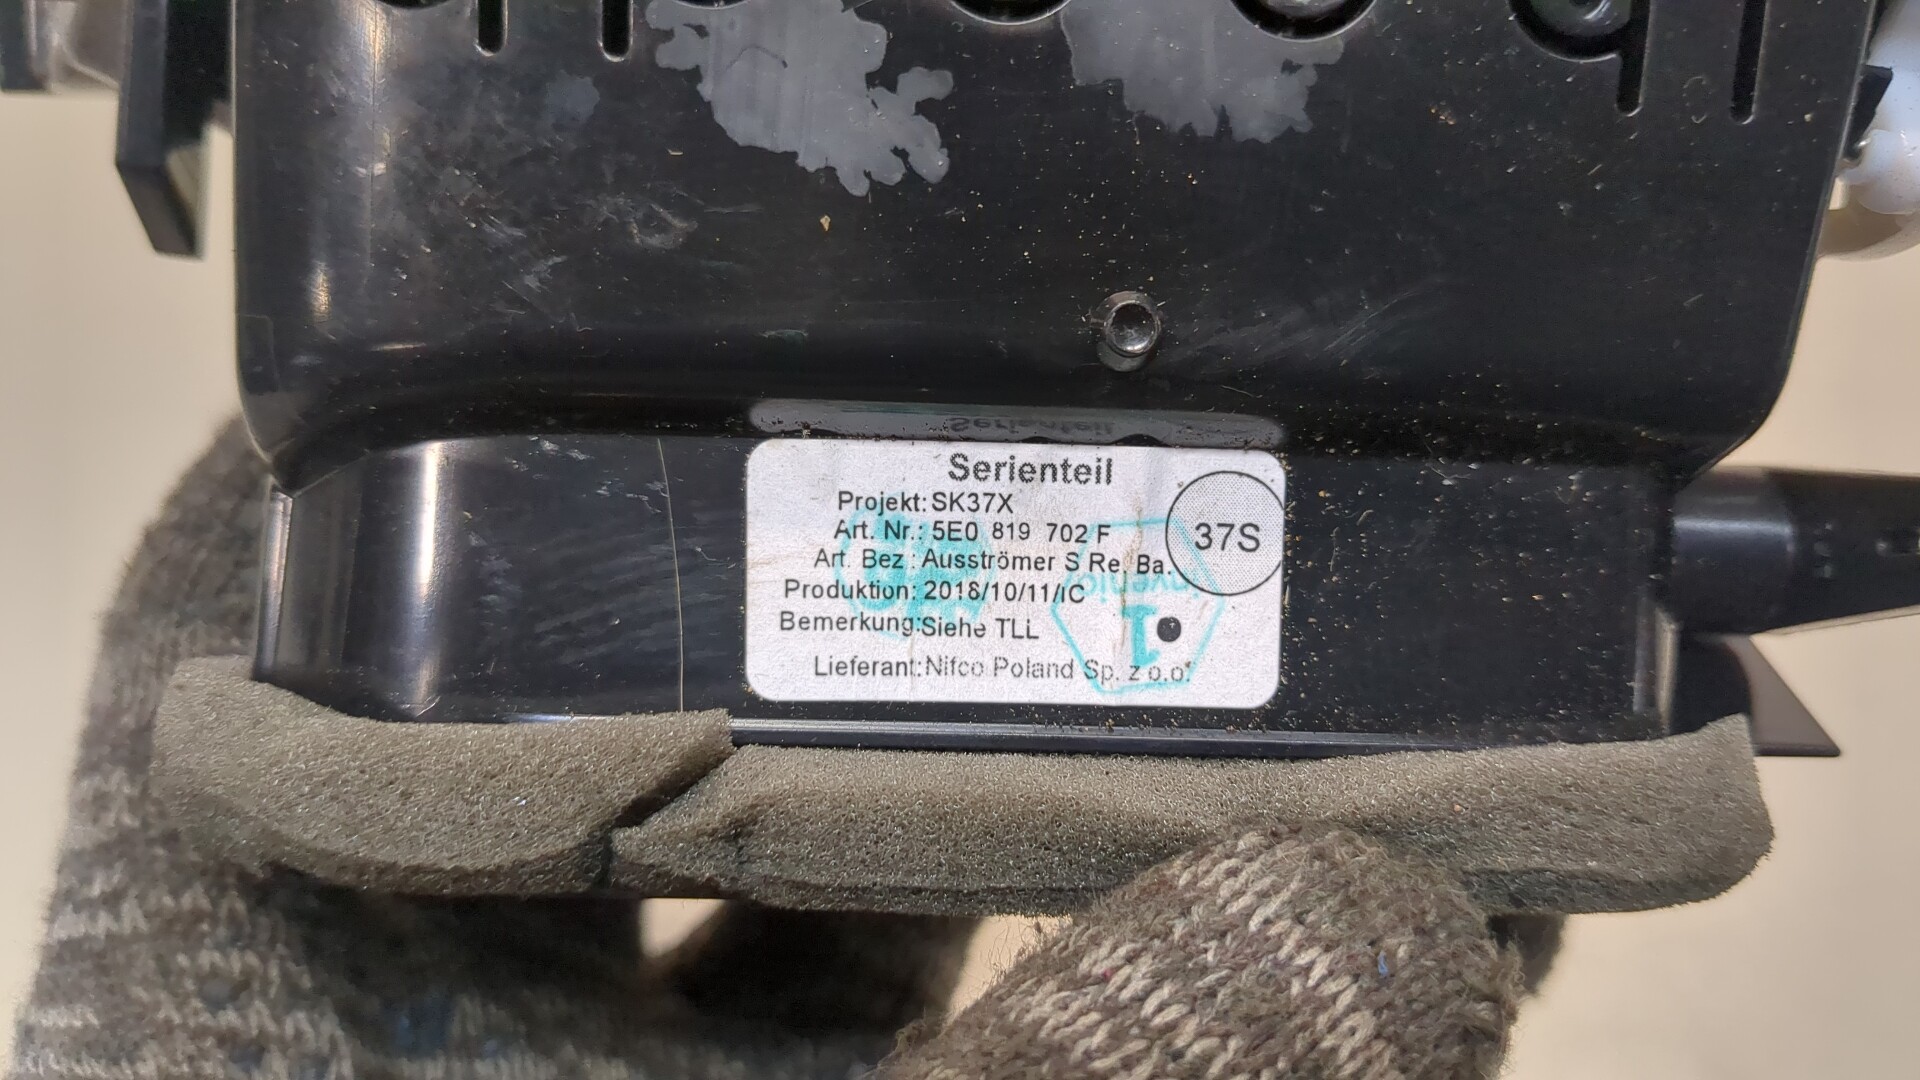 Serienteil
Projekt: SK37X
Art. Nr.: 5E0 819 702 F
37S
Art. Bez : Ausströmer S Re. Ba.
Produktion: 2018/10/11/IC
Bemerkung: Siehe TLL
Lieferant: Nifco Poland Sp. z o.o.
1